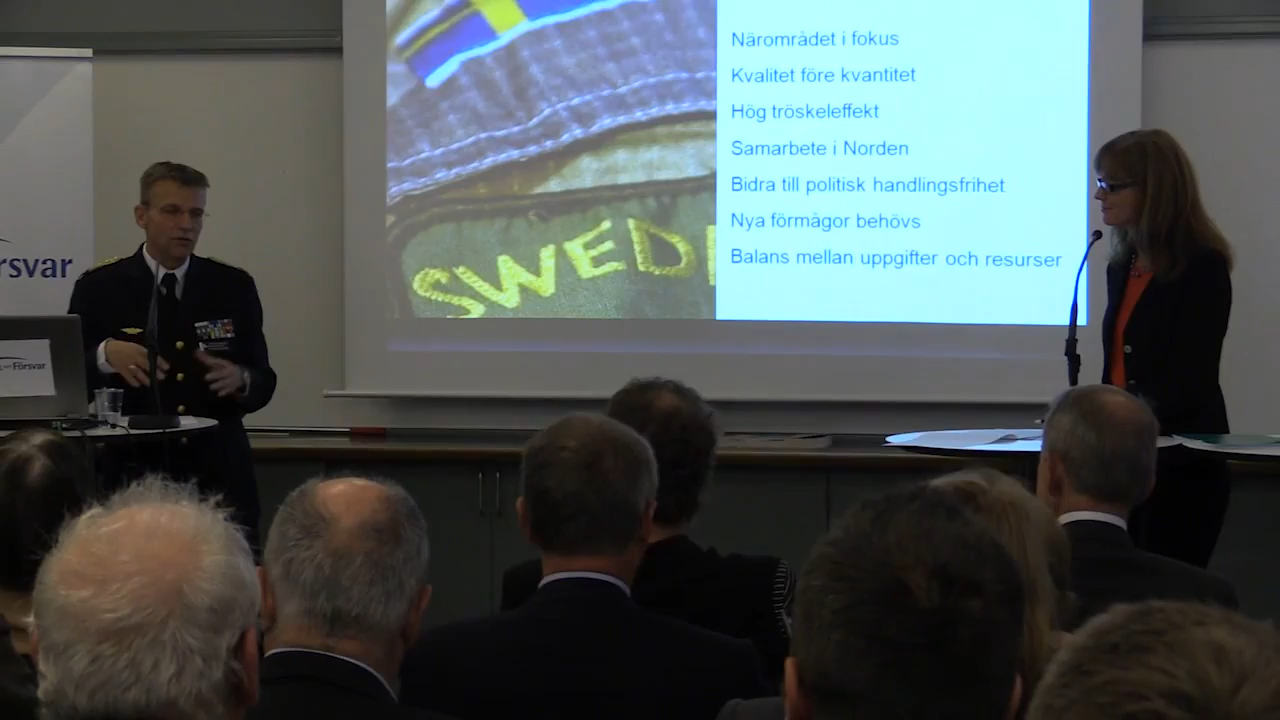 Närområdet i fokus
Kvalitet före kvantitet
Hög tröskeleffekt
Samarbete i Norden
Bidra till politisk handlingsfrihet
Nya förmågor behövs
Balans mellan uppgifter och resurser
SWED
rsvar
Försvar